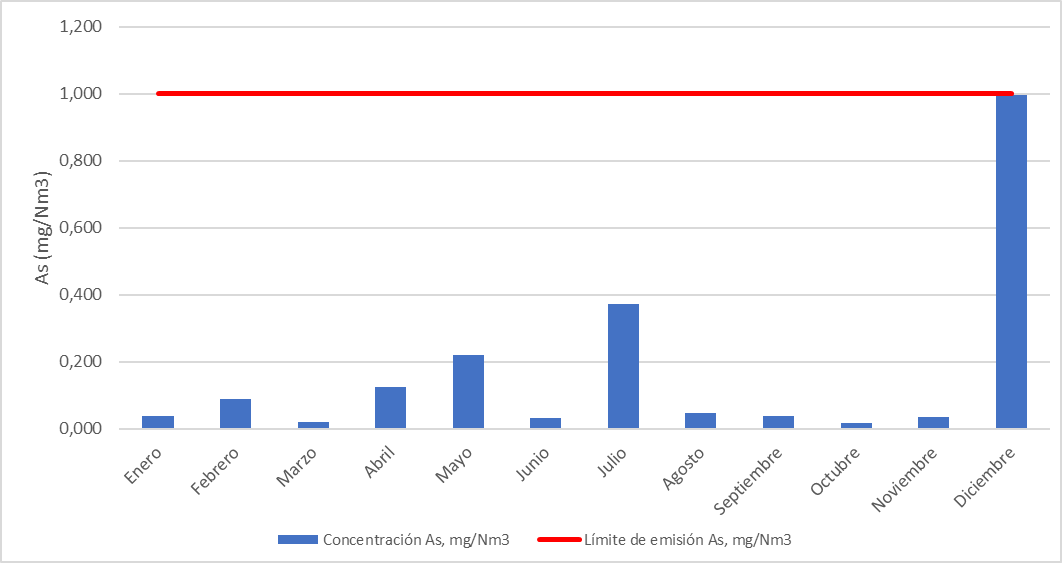 1,200
1,000
0,800
0,600
0,400
0,200
0,000
As (mg/Nm3)
Enero
Febrero
Marzo
Abril
Mayo
Junio
Julio
Agosto
Septiembre
Octubre
Noviembre
Diciembre
Concentración As, mg/Nm3
Límite de emisión As, mg/Nm3